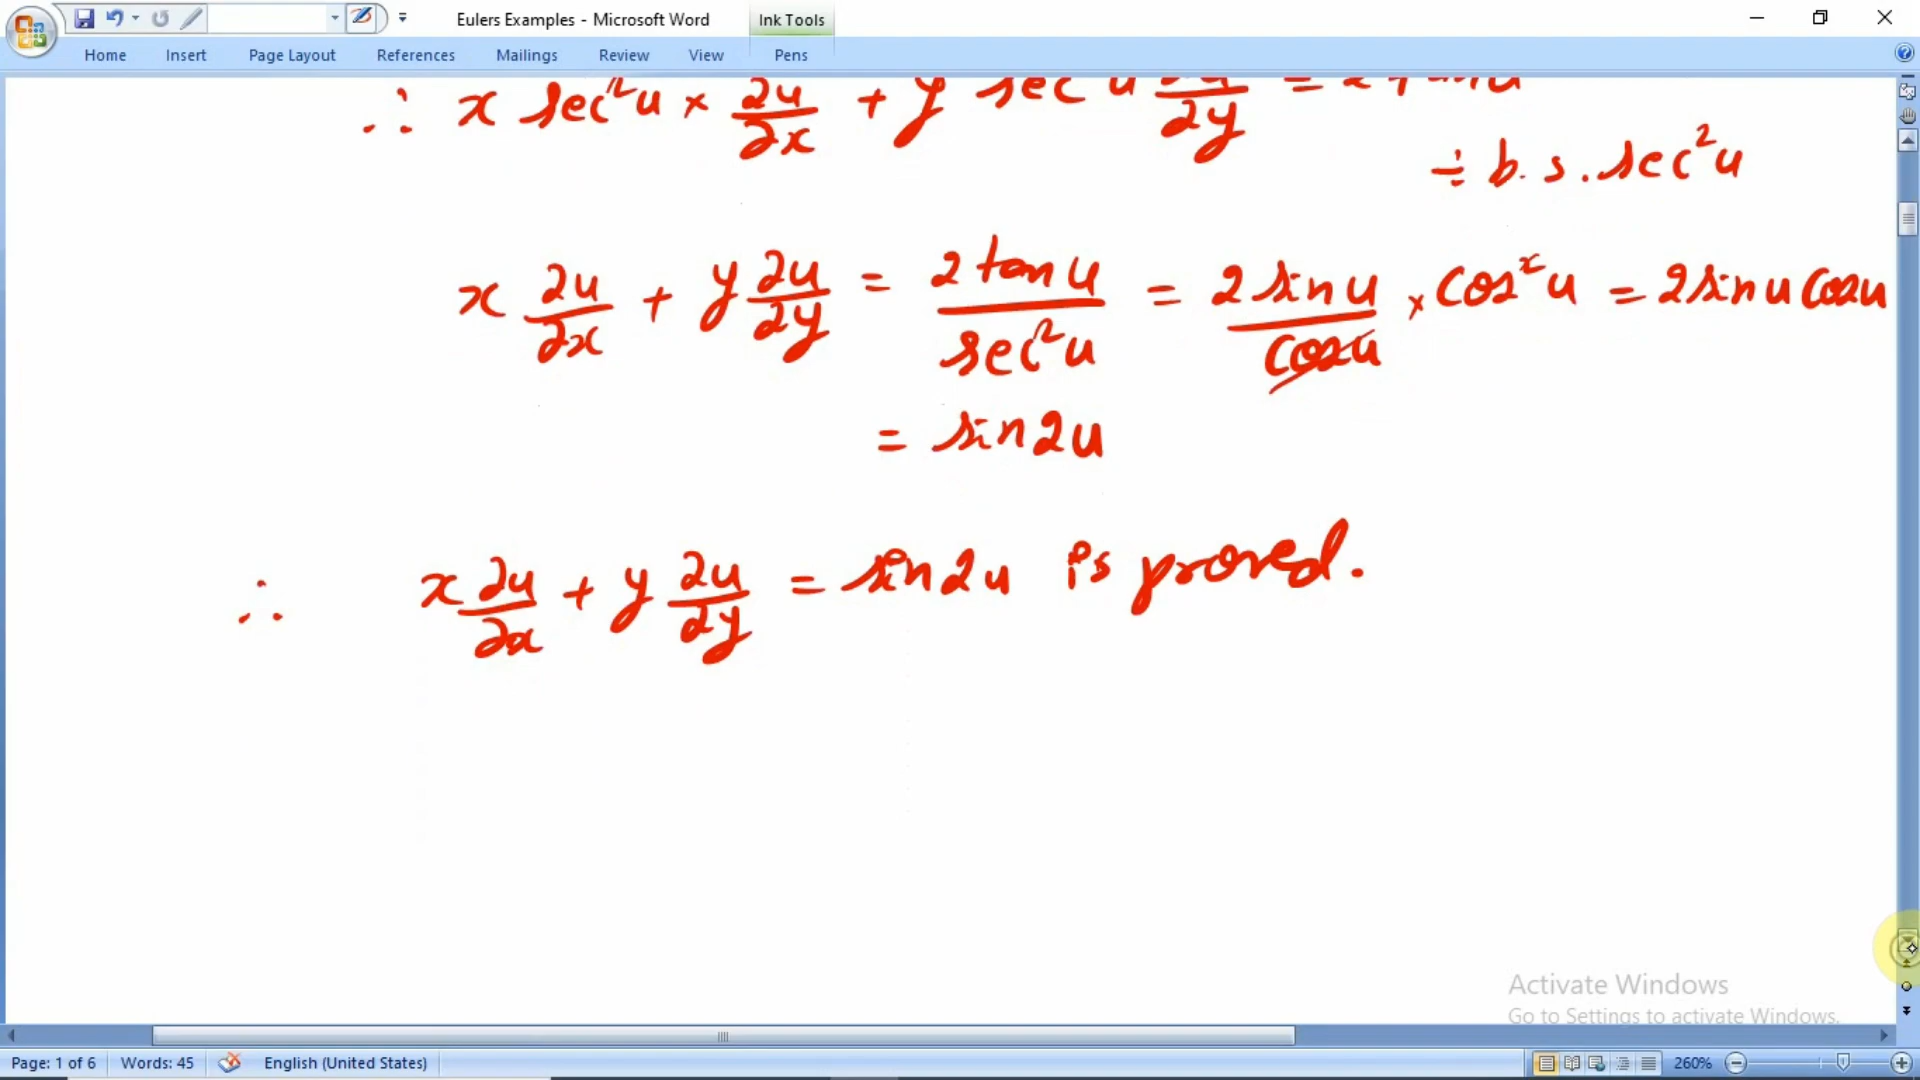 Eulers Examples - Microsoft Word
Ink Tools
Home Insert Page Layout References Mailings Review View Pens
∴ x sec²u × ∂u/∂x + y sec²u ∂u/∂y = 2 tan u
÷ b.s. sec²u
x ∂u/∂x + y ∂u/∂y = 2 tan u / sec²u = 2 sin u / cos u × cos²u = 2 sin u cos u
= sin 2u
∴ x ∂u/∂x + y ∂u/∂y = sin 2u is proved.
Activate Windows
Go to Settings to activate Windows.
Page: 1 of 6 Words: 45 English (United States) 260%